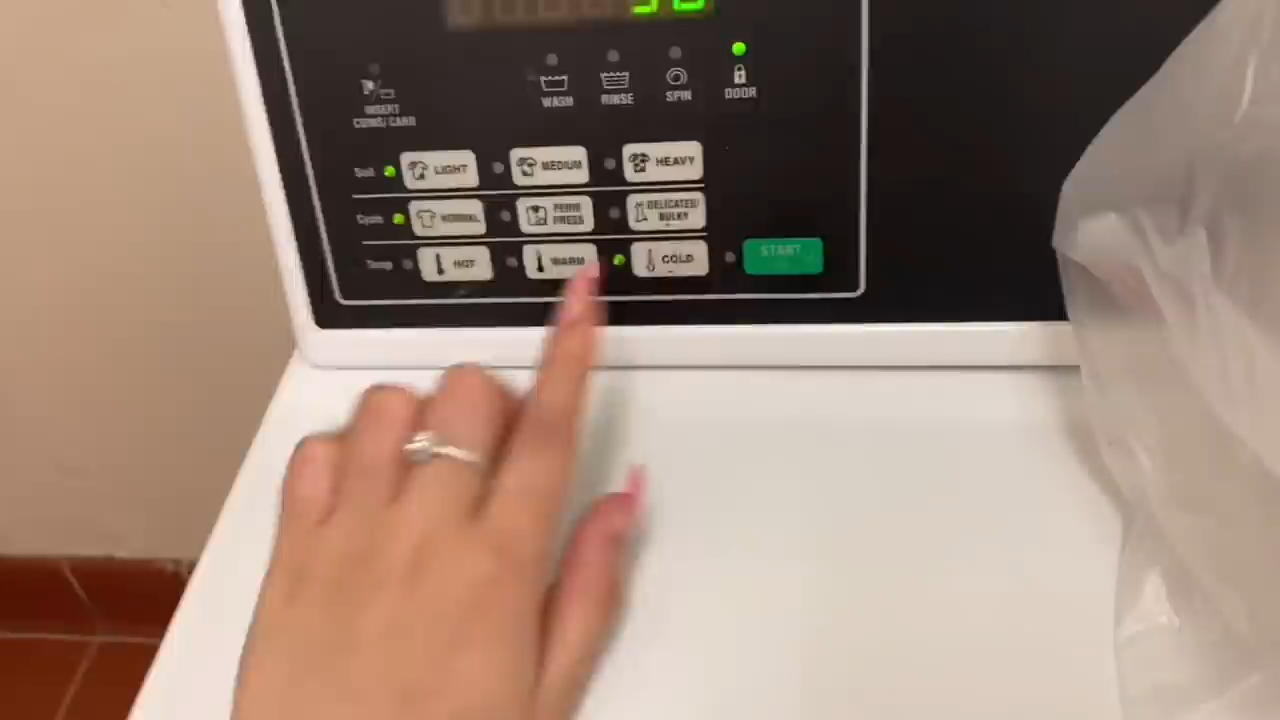 WASH RINSE SPIN DOOR
INSERT
COINS/CARD
Soil LIGHT MEDIUM HEAVY
Cycle NORMAL PERM PRESS DELICATES/BULKY
Temp HOT WARM COLD START